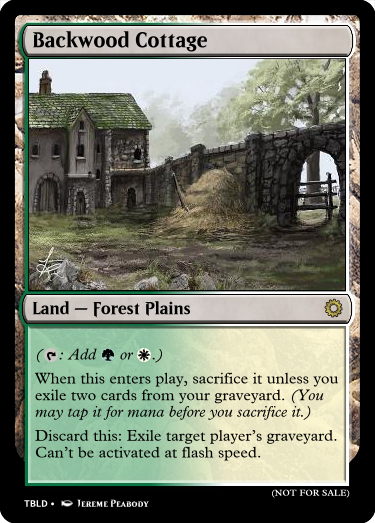 Backwood Cottage
Land — Forest Plains
(: Add or .)
When this enters play, sacrifice it unless you
exile two cards from your graveyard. (You
may tap it for mana before you sacrifice it.)
Discard this: Exile target player's graveyard.
Can't be activated at flash speed.
(NOT FOR SALE)
TBLD • Jereme Peabody